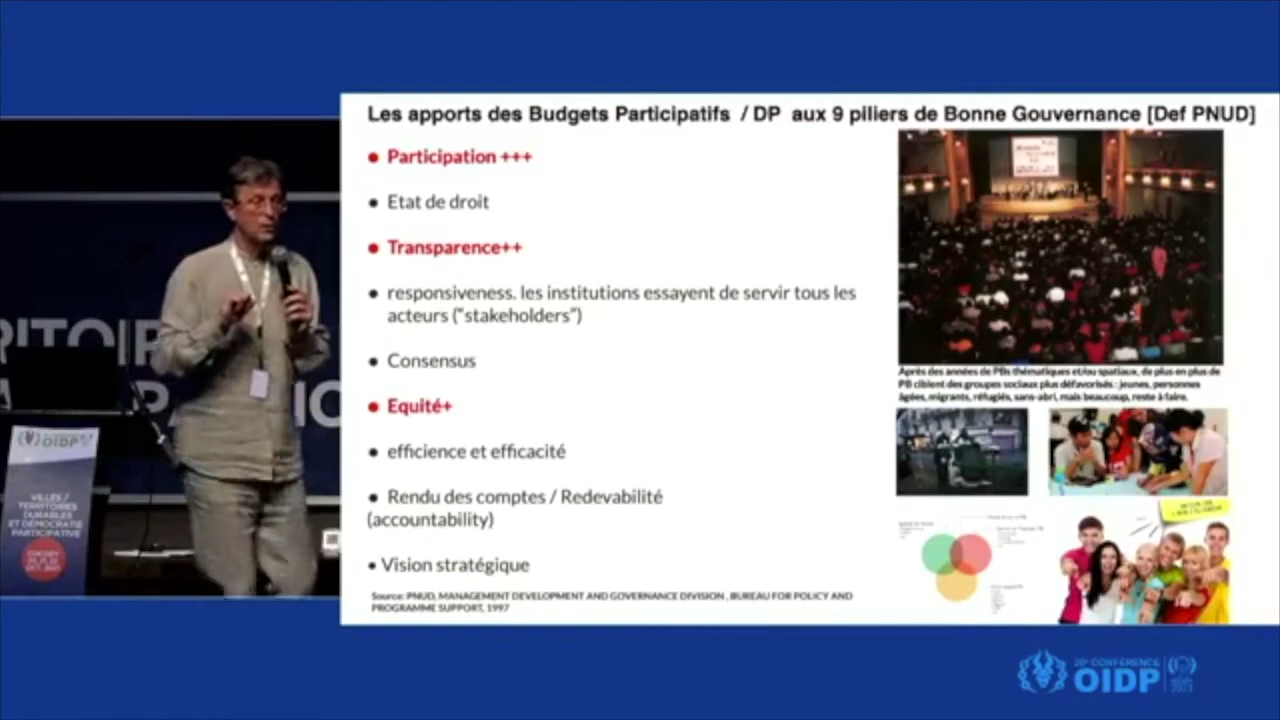 Les apports des Budgets Participatifs / DP aux 9 piliers de Bonne Gouvernance [Def PNUD]
• Participation +++
• Etat de droit
• Transparence++
• responsiveness. les institutions essayent de servir tous les
acteurs ("stakeholders")
• Consensus
• Equité+
• efficience et efficacité
• Rendu des comptes / Redevabilité
(accountability)
• Vision stratégique
Source: PNUD, MANAGEMENT DEVELOPMENT AND GOVERNANCE DIVISION , BUREAU FOR POLICY AND
PROGRAMME SUPPORT, 1997
Après des années de PBs thématiques et/ou spatiaux, de plus en plus de
PB ciblent des groupes sociaux plus défavorisés : jeunes, personnes
âgées, migrants, réfugiés, sans-abri, mais beaucoup, reste à faire.
OIDP
VILLES /
TERRITOIRES
DURABLES
ET DÉMOCRATIE
PARTICIPATIVE
CONFÉRENCE
OIDP